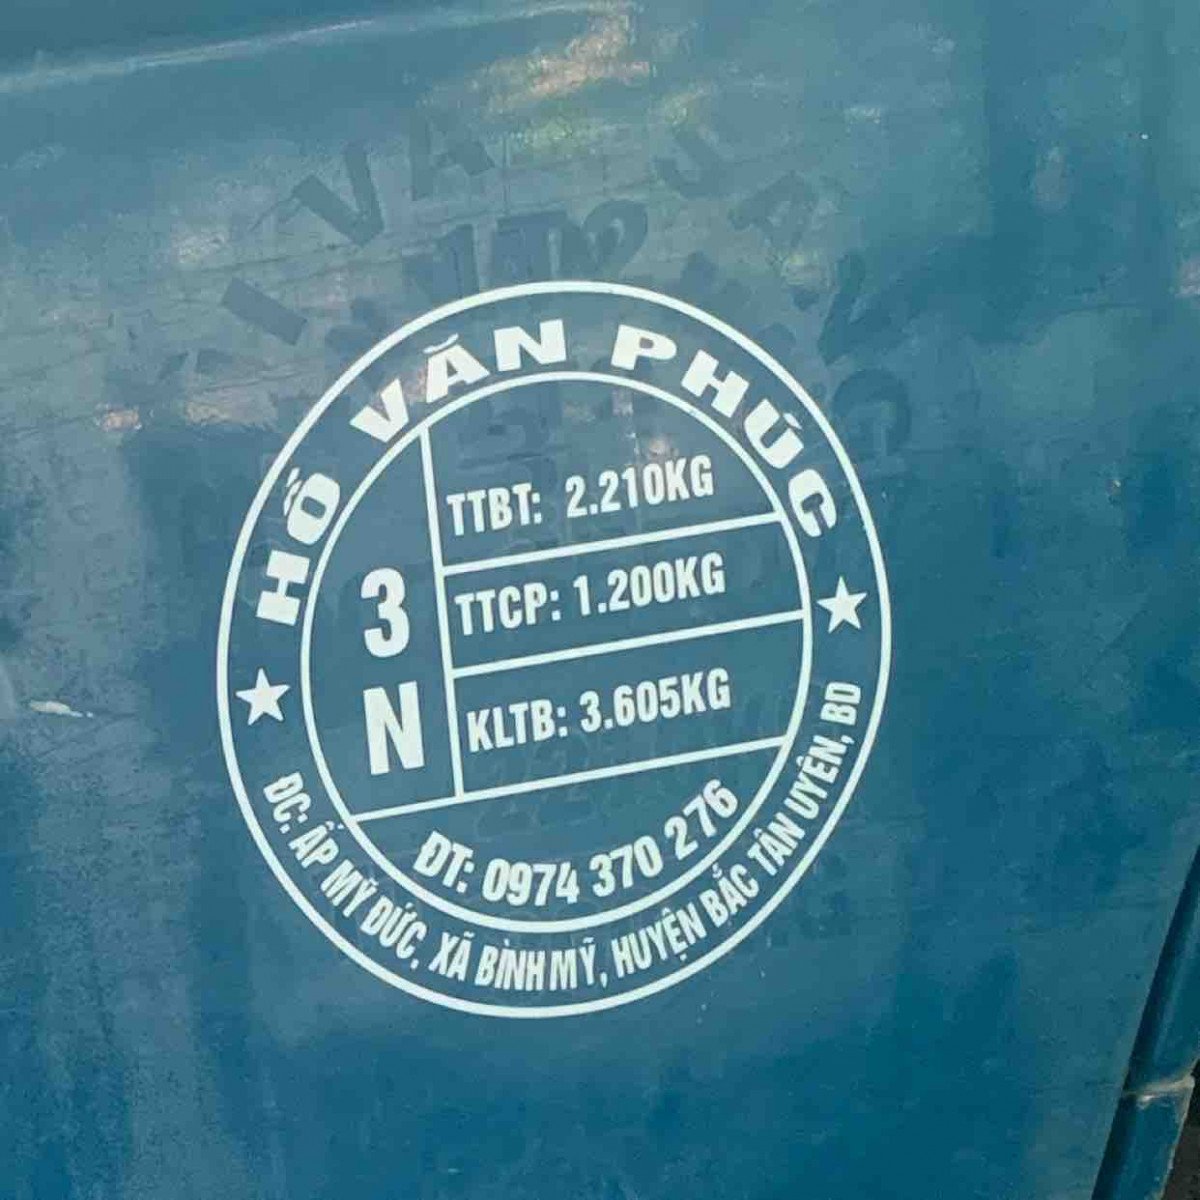 HỒ VĂN PHÚC
3
N
TTBT: 2.210KG
TTCP: 1.200KG
KLTB: 3.605KG
ĐT: 0974 370 276
ĐC: ẤP MỸ ĐỨC, XÃ BÌNH MỸ, HUYỆN BẮC TÂN UYÊN, BD